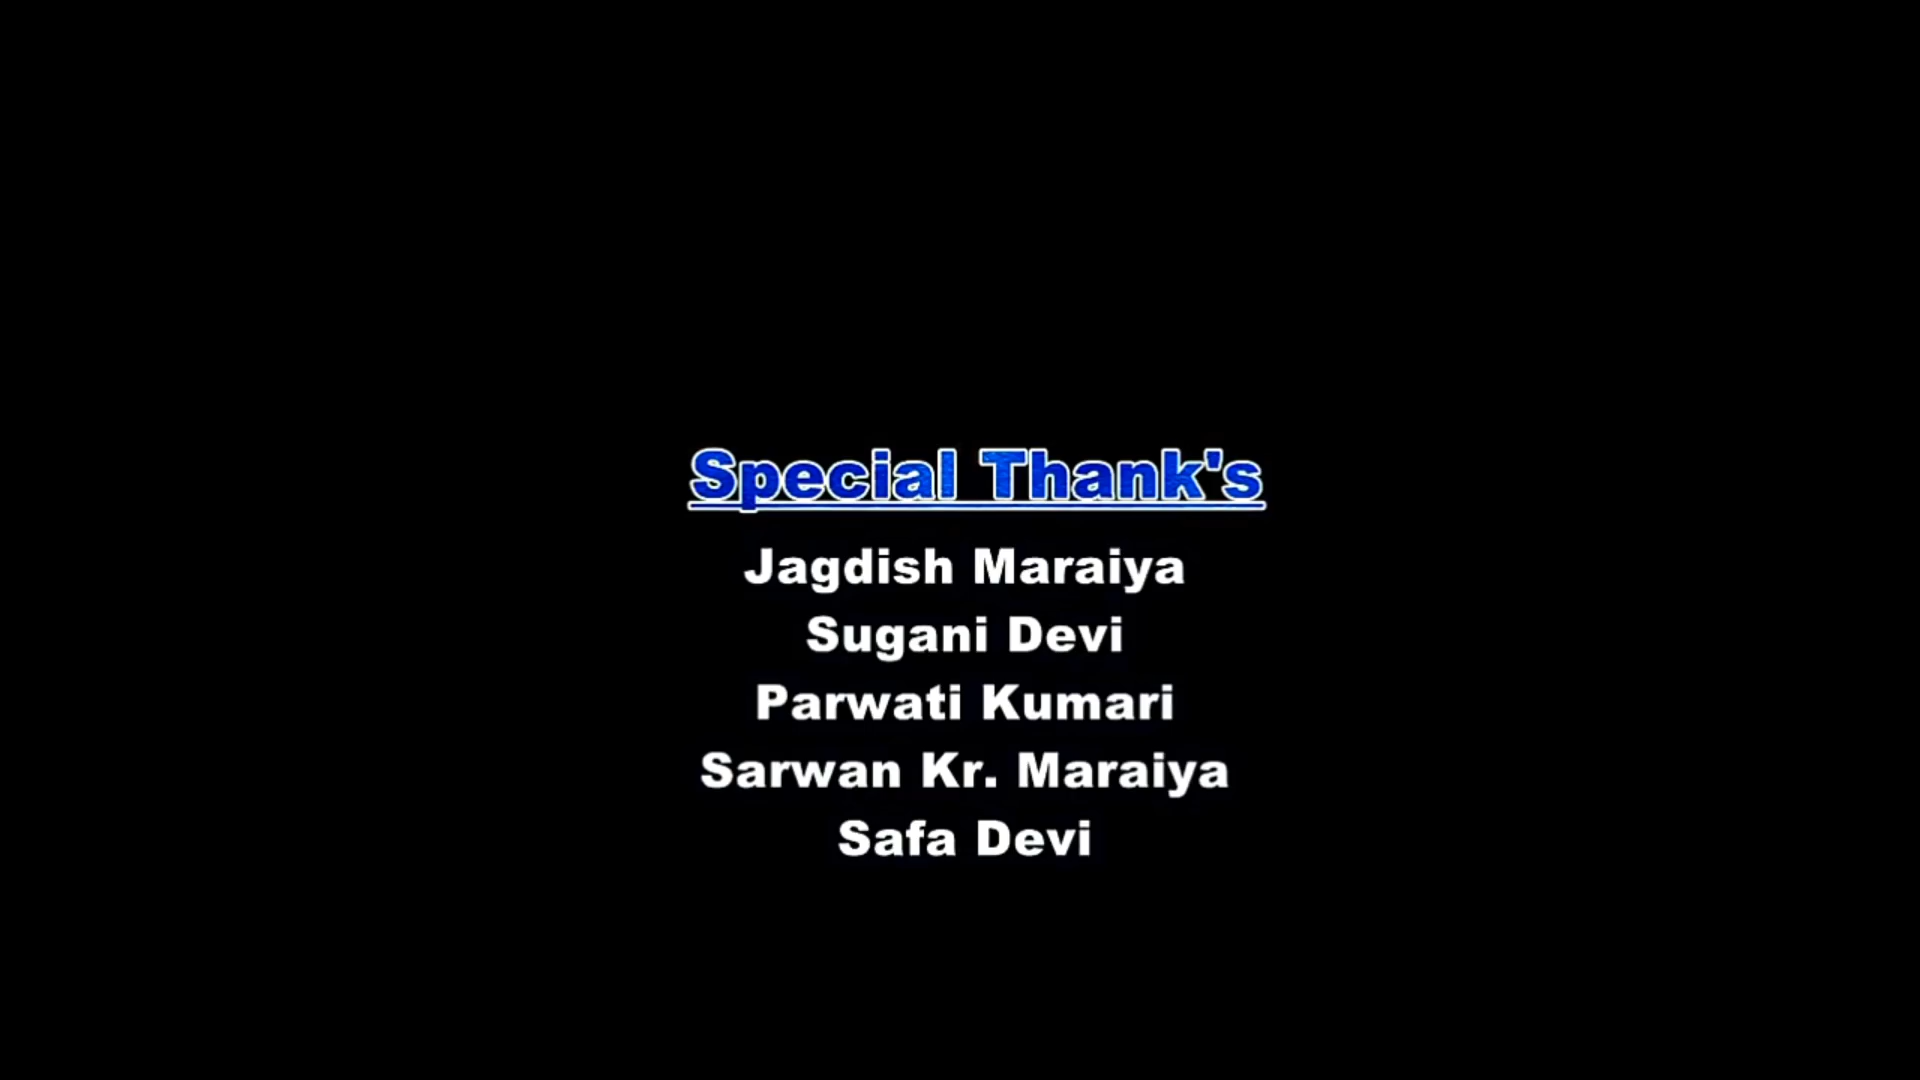 Special Thank's
Jagdish Maraiya
Sugani Devi
Parwati Kumari
Sarwan Kr. Maraiya
Safa Devi